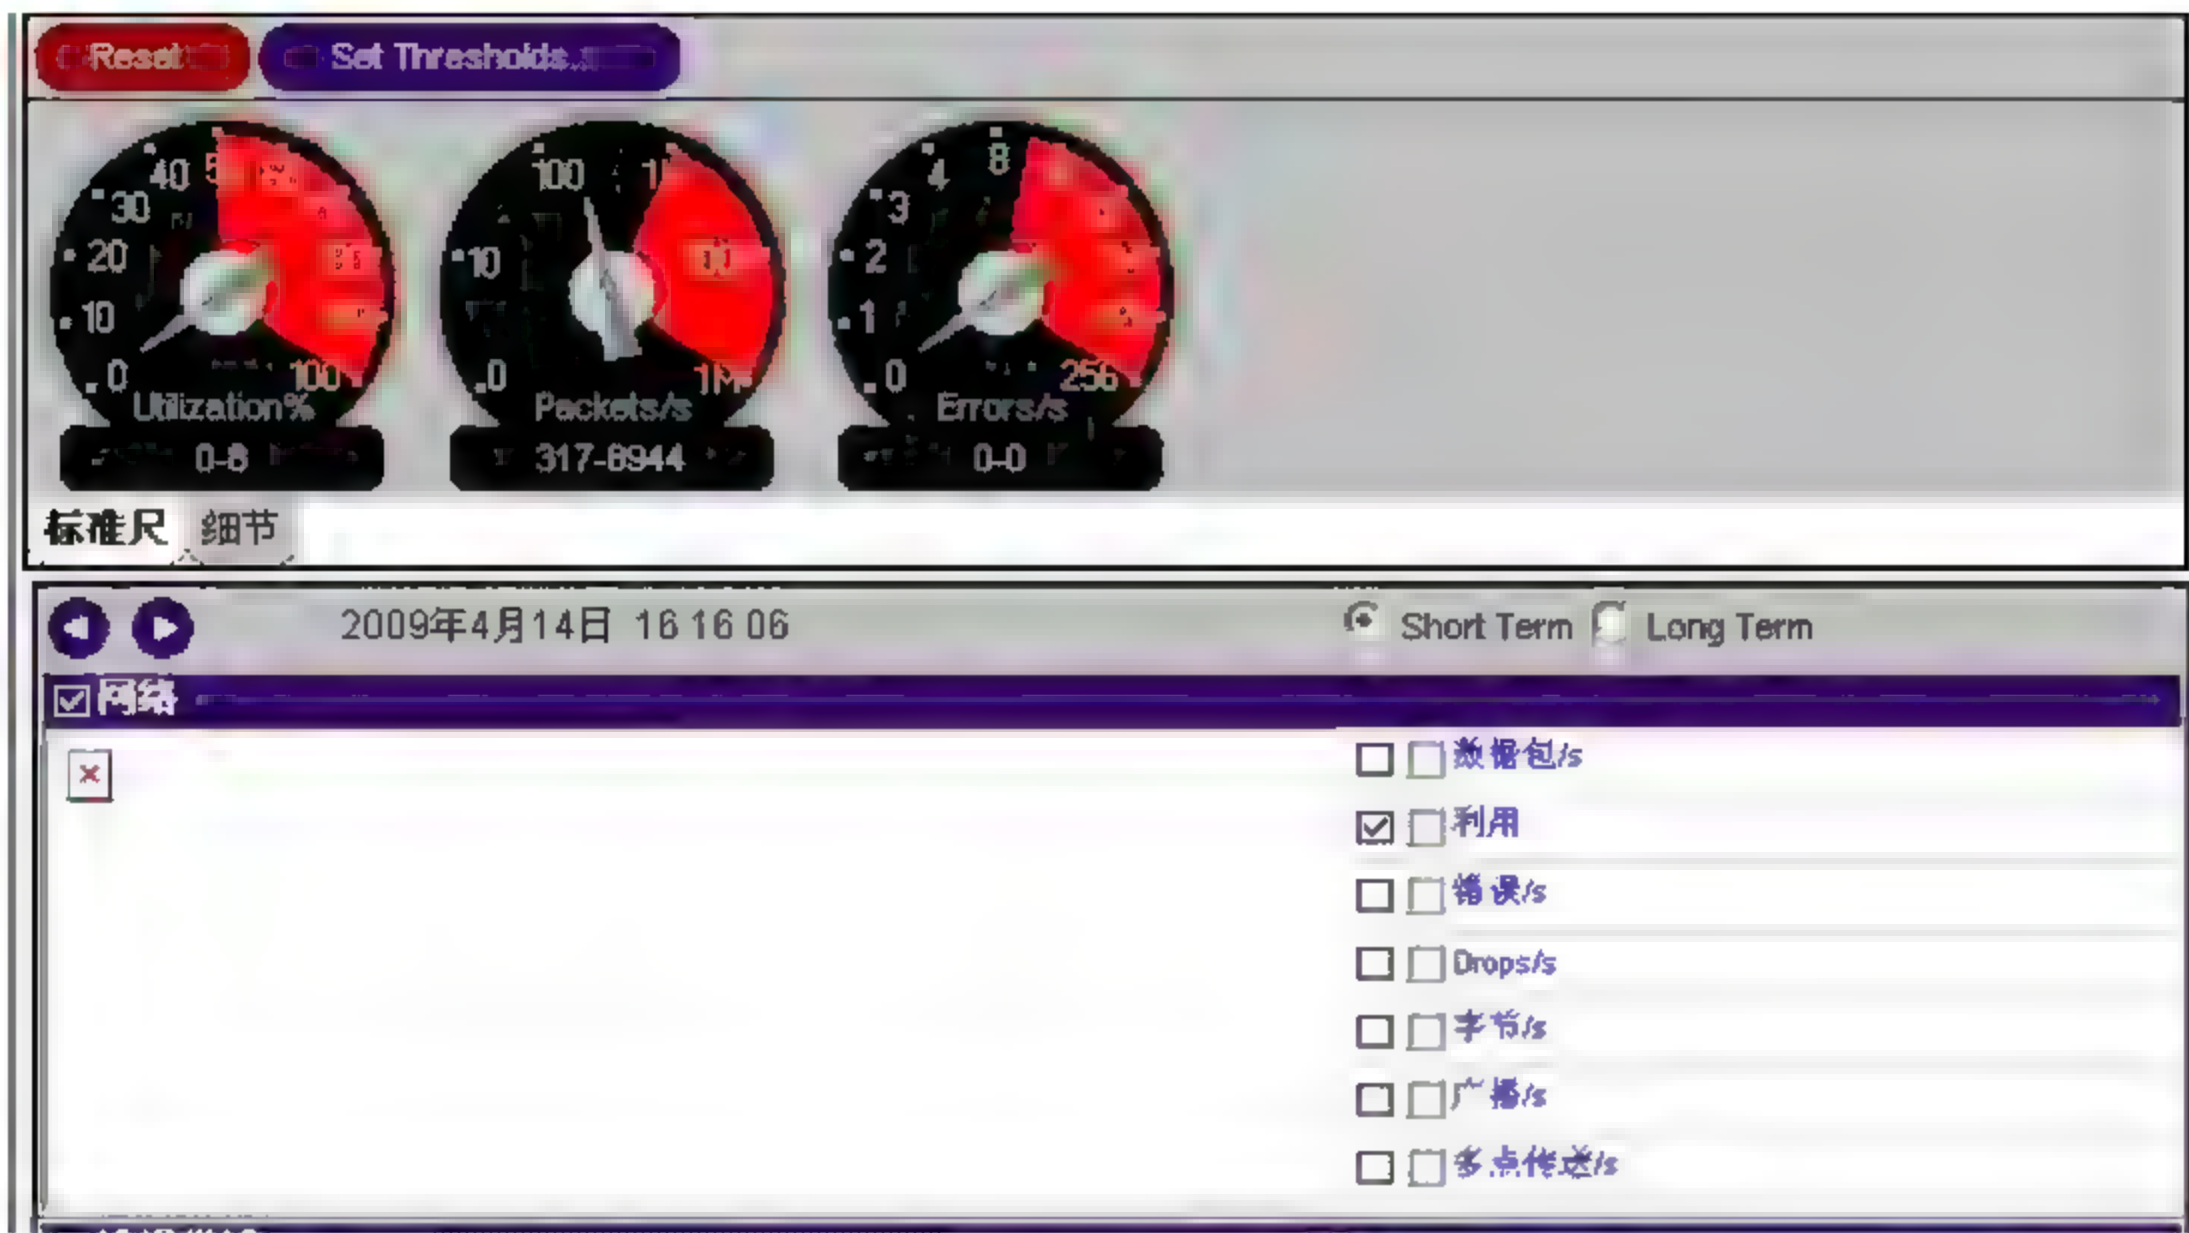 Reset Set Thresholds...
40
30
20
10
0
100
Utilization%
0-8
100
10
0
1M
Packets/s
317-8944
8
4
3
2
1
0
256
Errors/s
0-0
标准尺 细节
2009年4月14日 16 16 06 Short Term Long Term
网络
数据包/s
利用
错误/s
Drops/s
字节/s
广播/s
多点传送/s